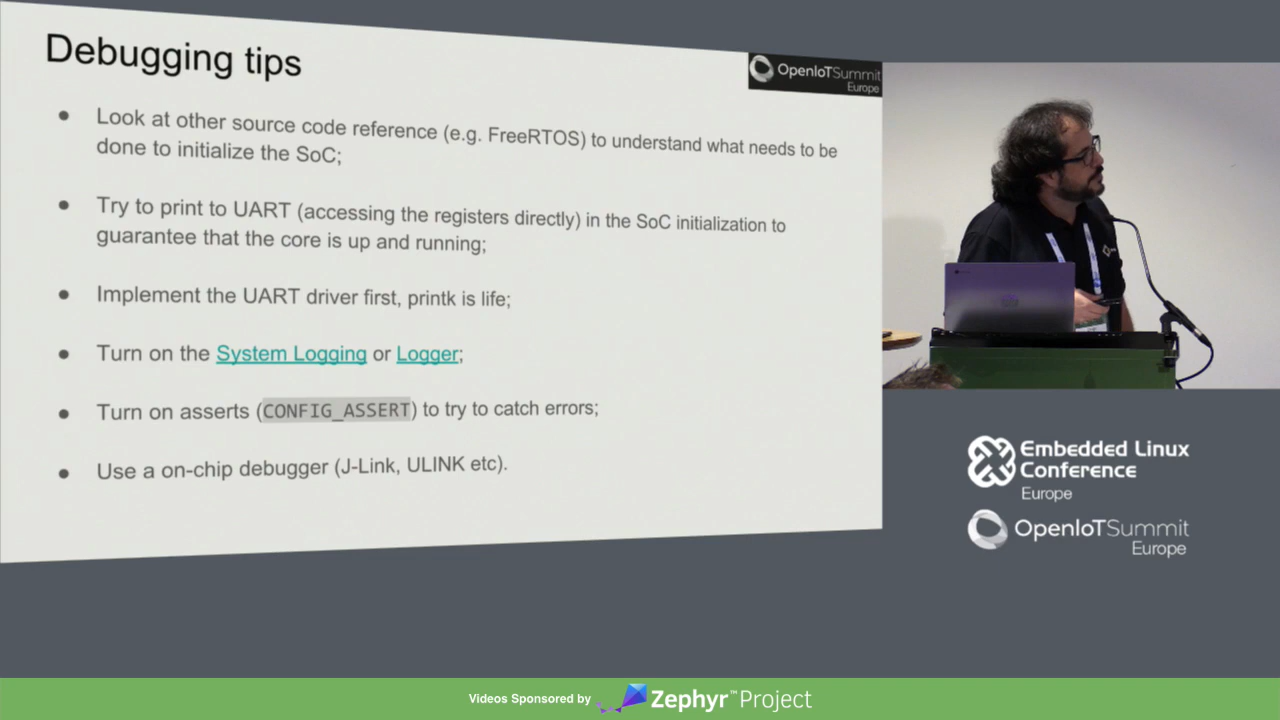 Debugging tips
OpenIoTSummit
Europe
● Look at other source code reference (e.g. FreeRTOS) to understand what needs to be
done to initialize the SoC;
● Try to print to UART (accessing the registers directly) in the SoC initialization to
guarantee that the core is up and running;
● Implement the UART driver first, printk is life;
● Turn on the System Logging or Logger;
● Turn on asserts (CONFIG_ASSERT) to try to catch errors;
● Use a on-chip debugger (J-Link, ULINK etc).
Embedded Linux
Conference
Europe
OpenIoTSummit
Europe
Videos Sponsored by Zephyr™Project